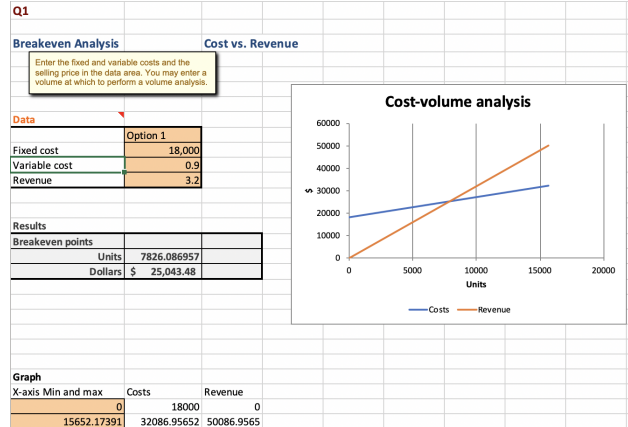 Q1
Breakeven Analysis Cost vs. Revenue
Enter the fixed and variable costs and the
selling price in the data area. You may enter a
volume at which to perform a volume analysis.
Data
Option 1
Fixed cost 18,000
Variable cost 0.9
Revenue 3.2
Results
Breakeven points
Units 7826.086957
Dollars $ 25,043.48
Cost-volume analysis
60000
50000
40000
30000
20000
10000
0
$
0 5000 10000 15000 20000
Units
Costs Revenue
Graph
X-axis Min and max Costs Revenue
0 18000 0
15652.17391 32086.95652 50086.9565